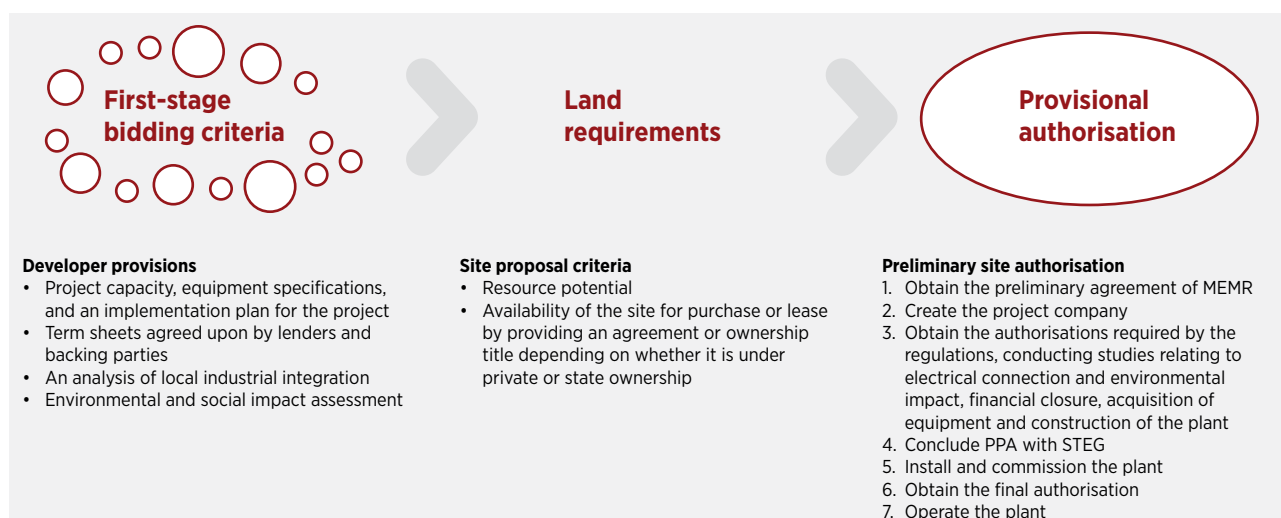 First-stage
bidding criteria
Land
requirements
Provisional
authorisation
Developer provisions
• Project capacity, equipment specifications,
and an implementation plan for the project
• Term sheets agreed upon by lenders and
backing parties
• An analysis of local industrial integration
• Environmental and social impact assessment
Site proposal criteria
• Resource potential
• Availability of the site for purchase or lease
by providing an agreement or ownership
title depending on whether it is under
private or state ownership
Preliminary site authorisation
1. Obtain the preliminary agreement of MEMR
2. Create the project company
3. Obtain the authorisations required by the
regulations, conducting studies relating to
electrical connection and environmental
impact, financial closure, acquisition of
equipment and construction of the plant
4. Conclude PPA with STEG
5. Install and commission the plant
6. Obtain the final authorisation
7. Operate the plant